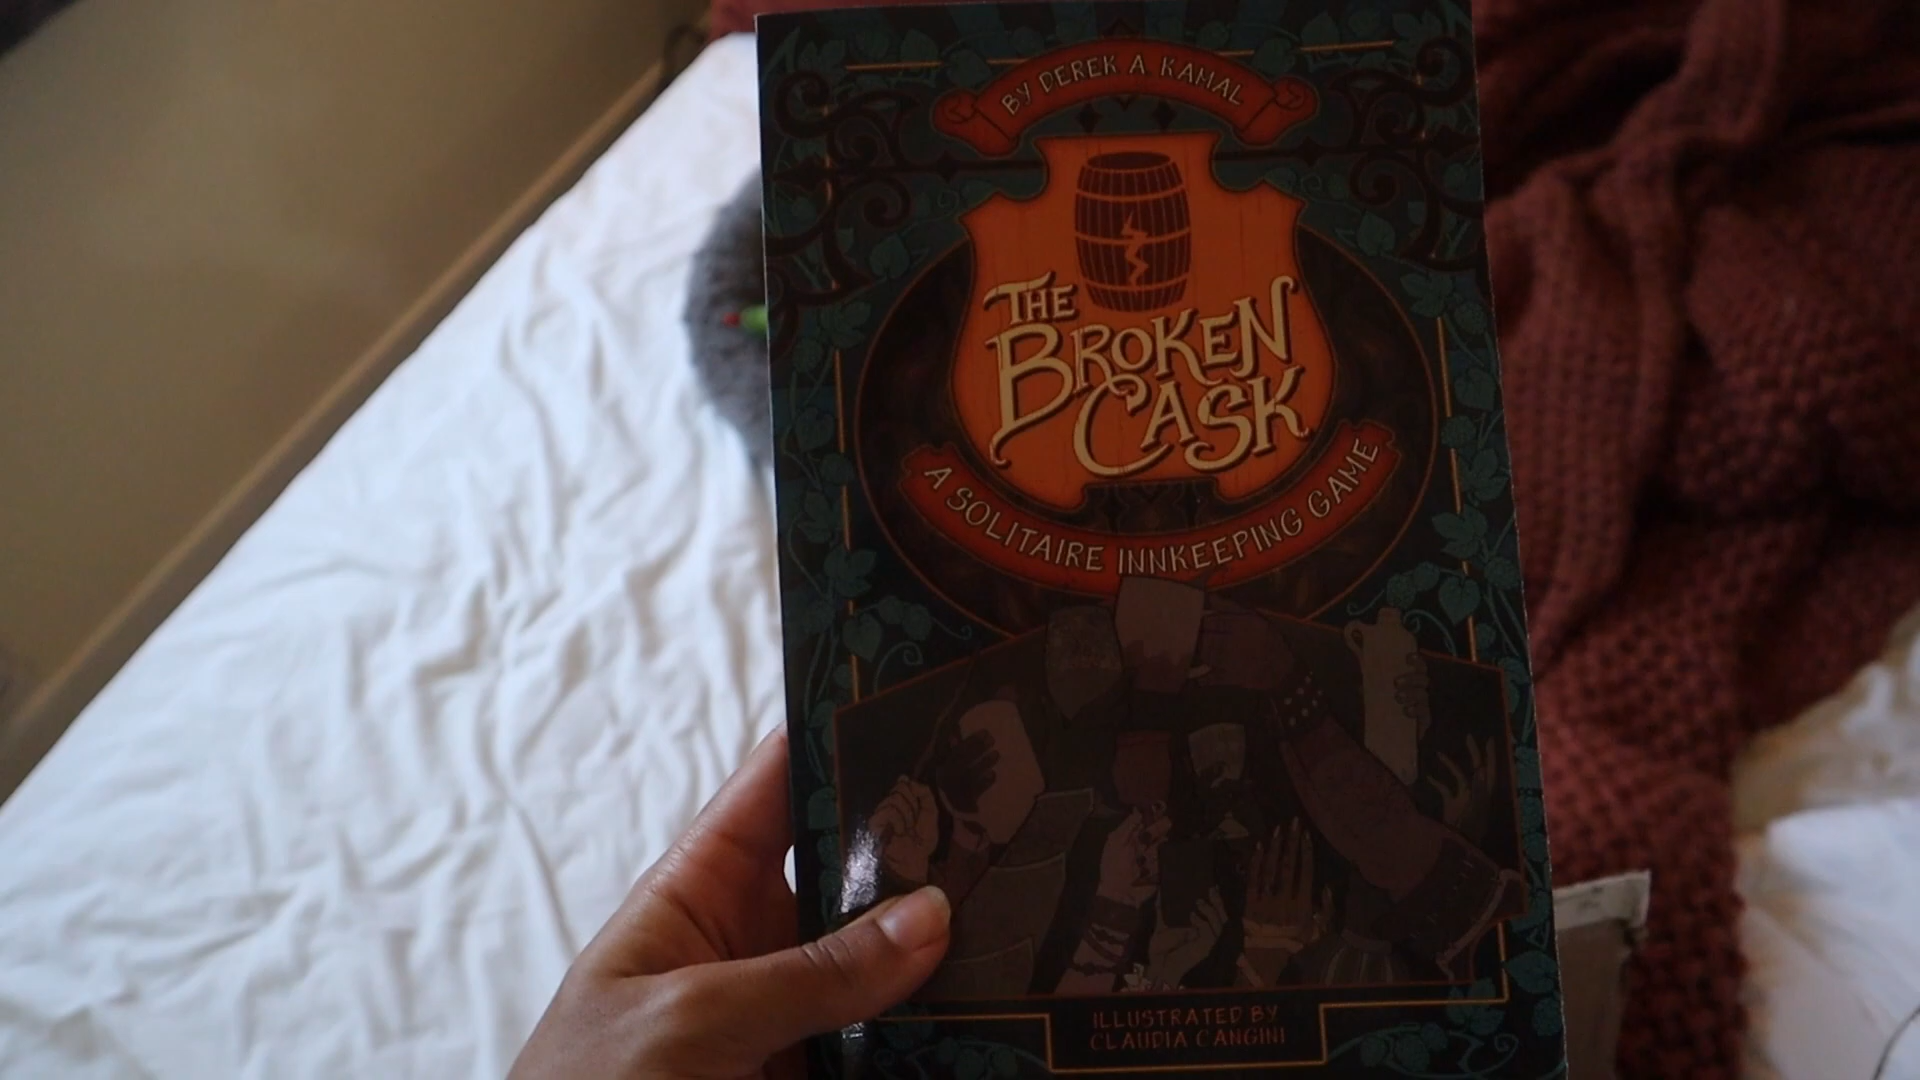 BY DEREK A KAMAL
THE
BROKEN
CASK
A SOLITAIRE INNKEEPING GAME
ILLUSTRATED BY
CLAUDIA CANGINI